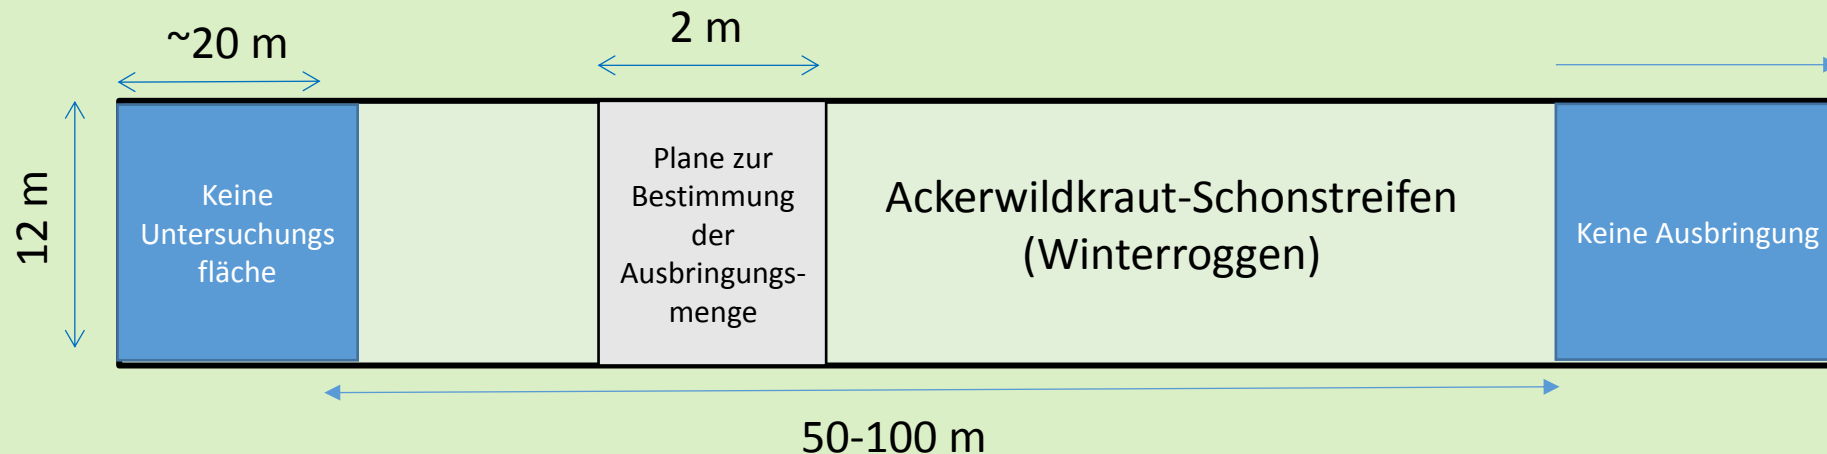 ~20 m
2 m
12 m
Keine
Untersuchungs
fläche
Plane zur
Bestimmung
der
Ausbringungs-
menge
Ackerwildkraut-Schonstreifen
(Winterroggen)
Keine Ausbringung
50-100 m